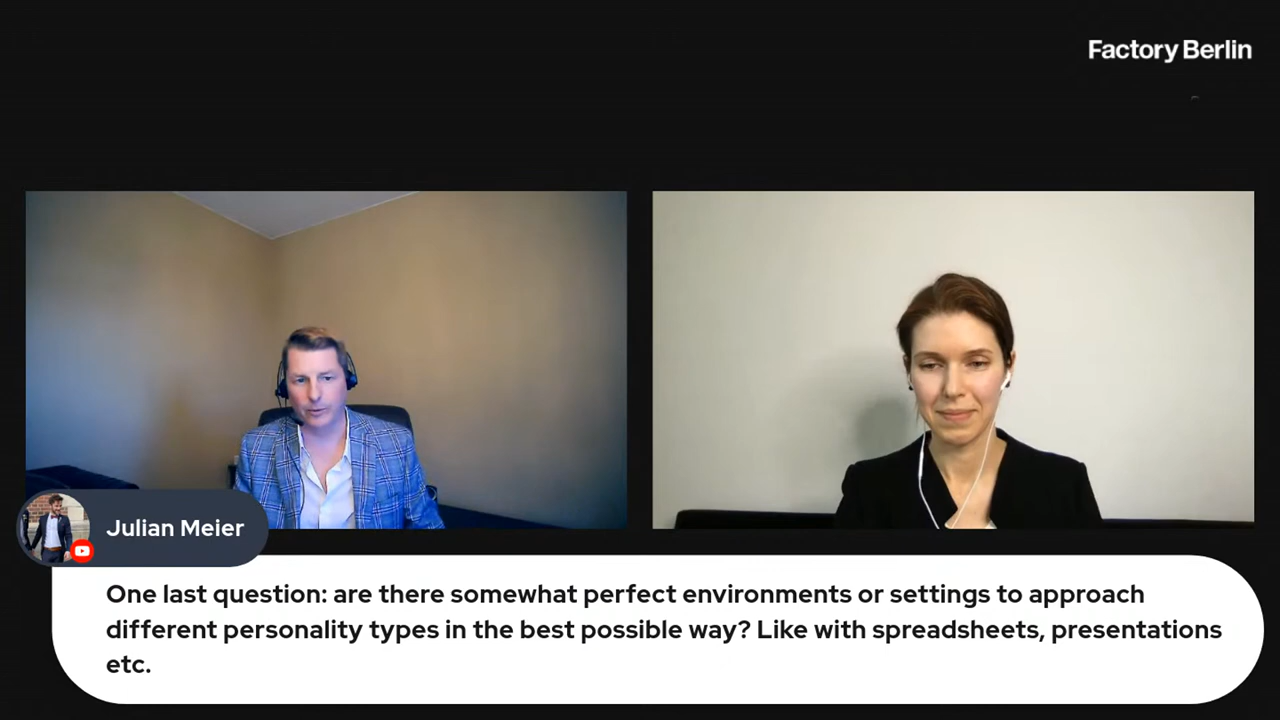 Factory Berlin
Julian Meier
One last question: are there somewhat perfect environments or settings to approach
different personality types in the best possible way? Like with spreadsheets, presentations
etc.